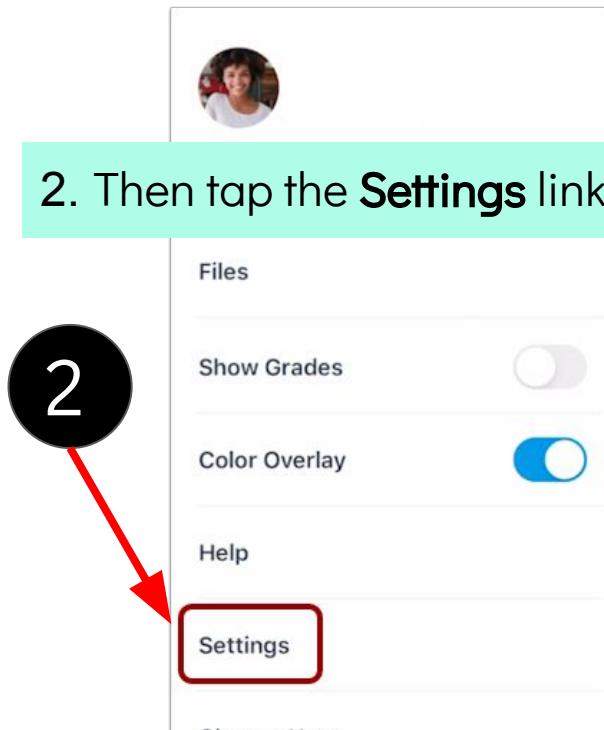 2. Then tap the Settings link
Files
Show Grades
2
Color Overlay
Help
Settings